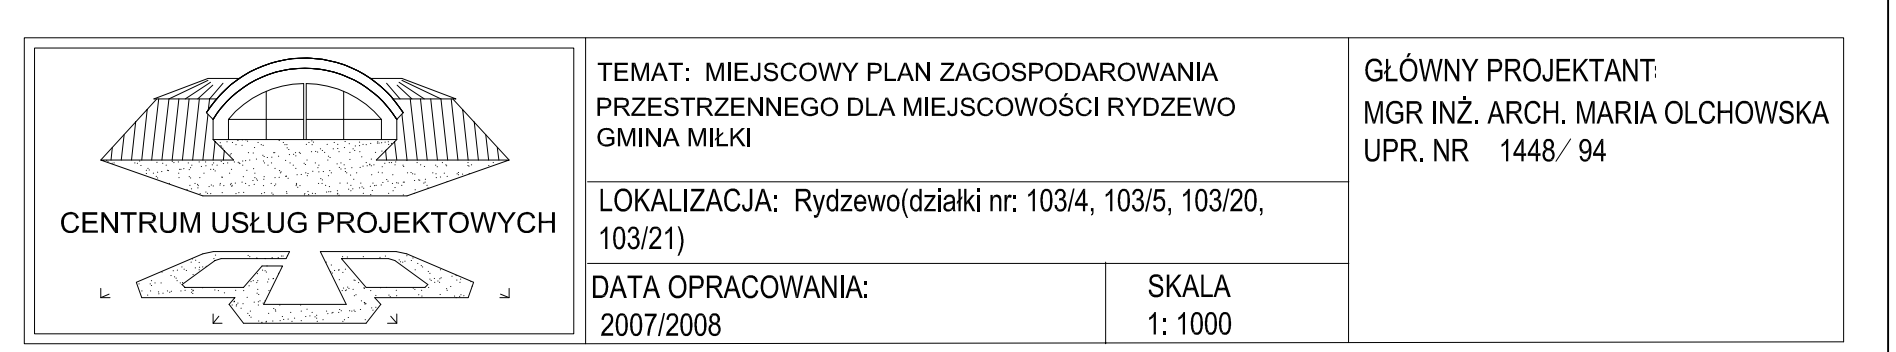 CENTRUM USŁUG PROJEKTOWYCH
TEMAT: MIEJSCOWY PLAN ZAGOSPODAROWANIA
PRZESTRZENNEGO DLA MIEJSCOWOŚCI RYDZEWO
GMINA MIŁKI
LOKALIZACJA: Rydzewo(działki nr: 103/4, 103/5, 103/20,
103/21)
DATA OPRACOWANIA:
2007/2008
SKALA
1: 1000
GŁÓWNY PROJEKTANT:
MGR INŻ. ARCH. MARIA OLCHOWSKA
UPR. NR 1448/ 94